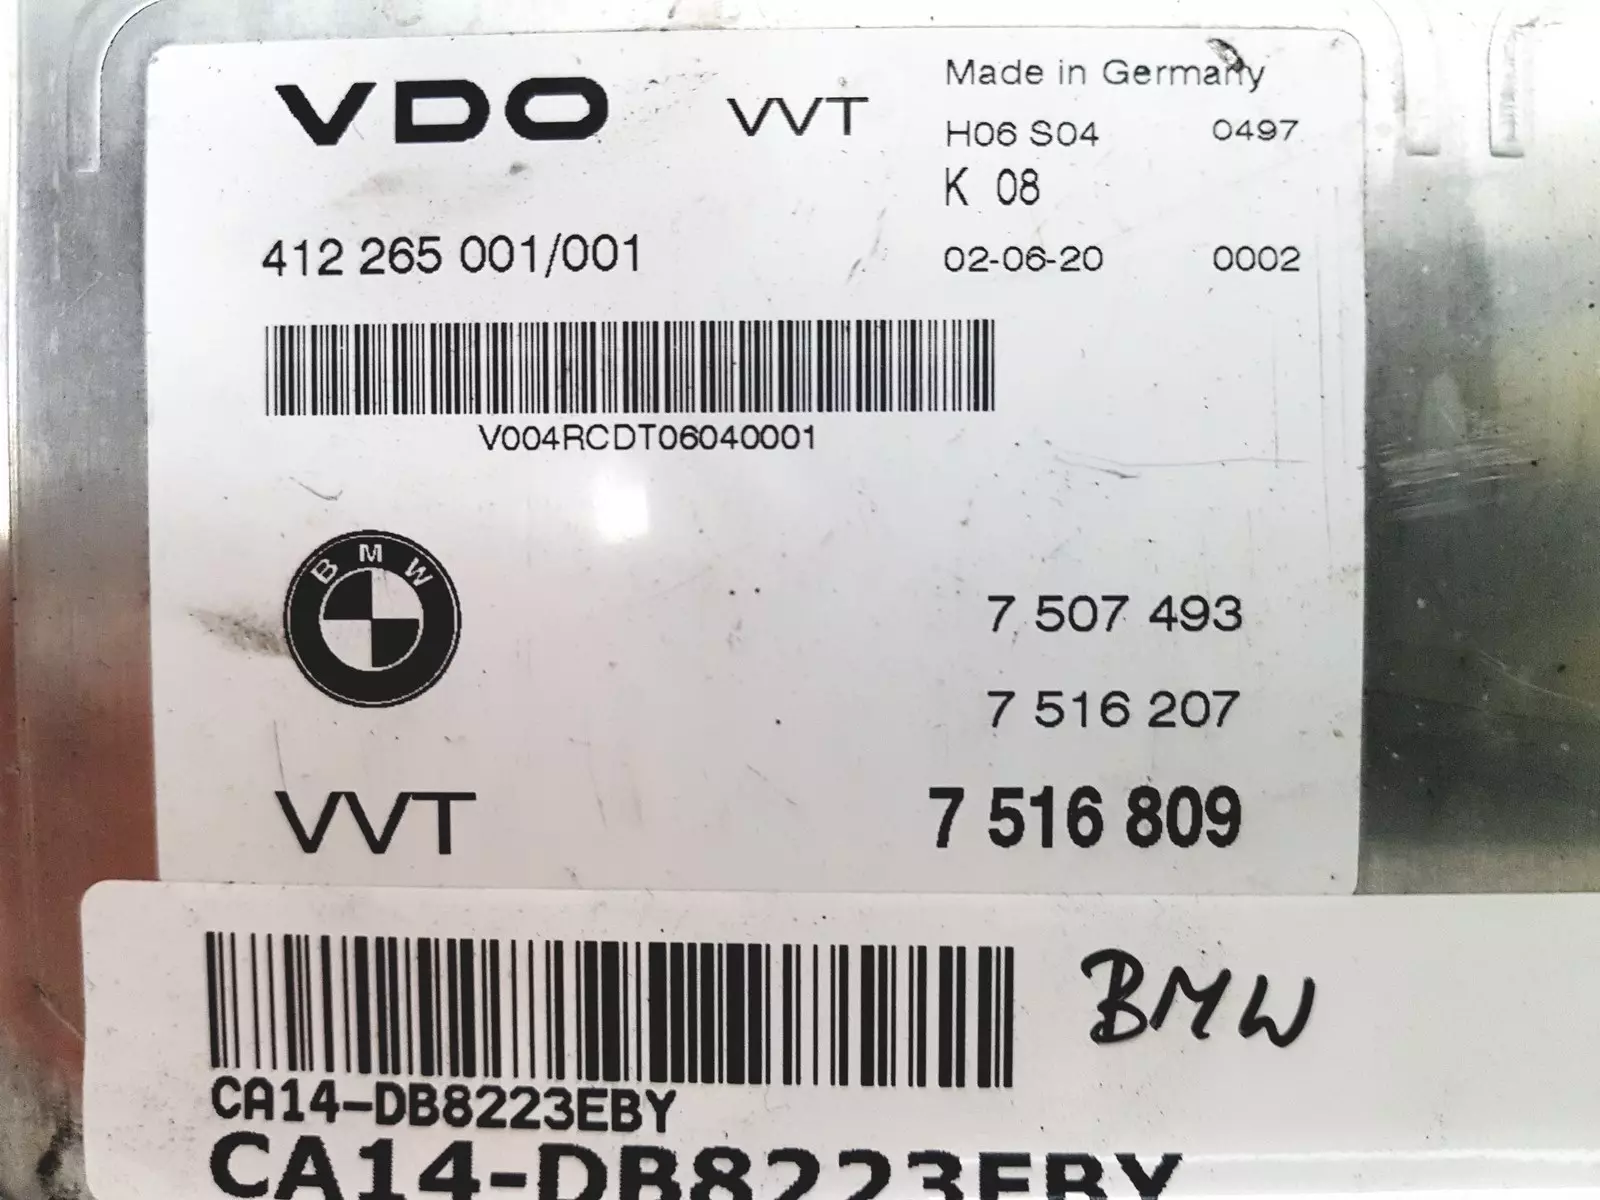 VDO VVT Made in Germany
H06 S04 0497
K 08
412 265 001/001 02-06-20 0002
V004RCDT06040001
BMW
7 507 493
7 516 207
VVT 7 516 809
BMW
CA14-DB8223EBY
CA14-DB8223EBY